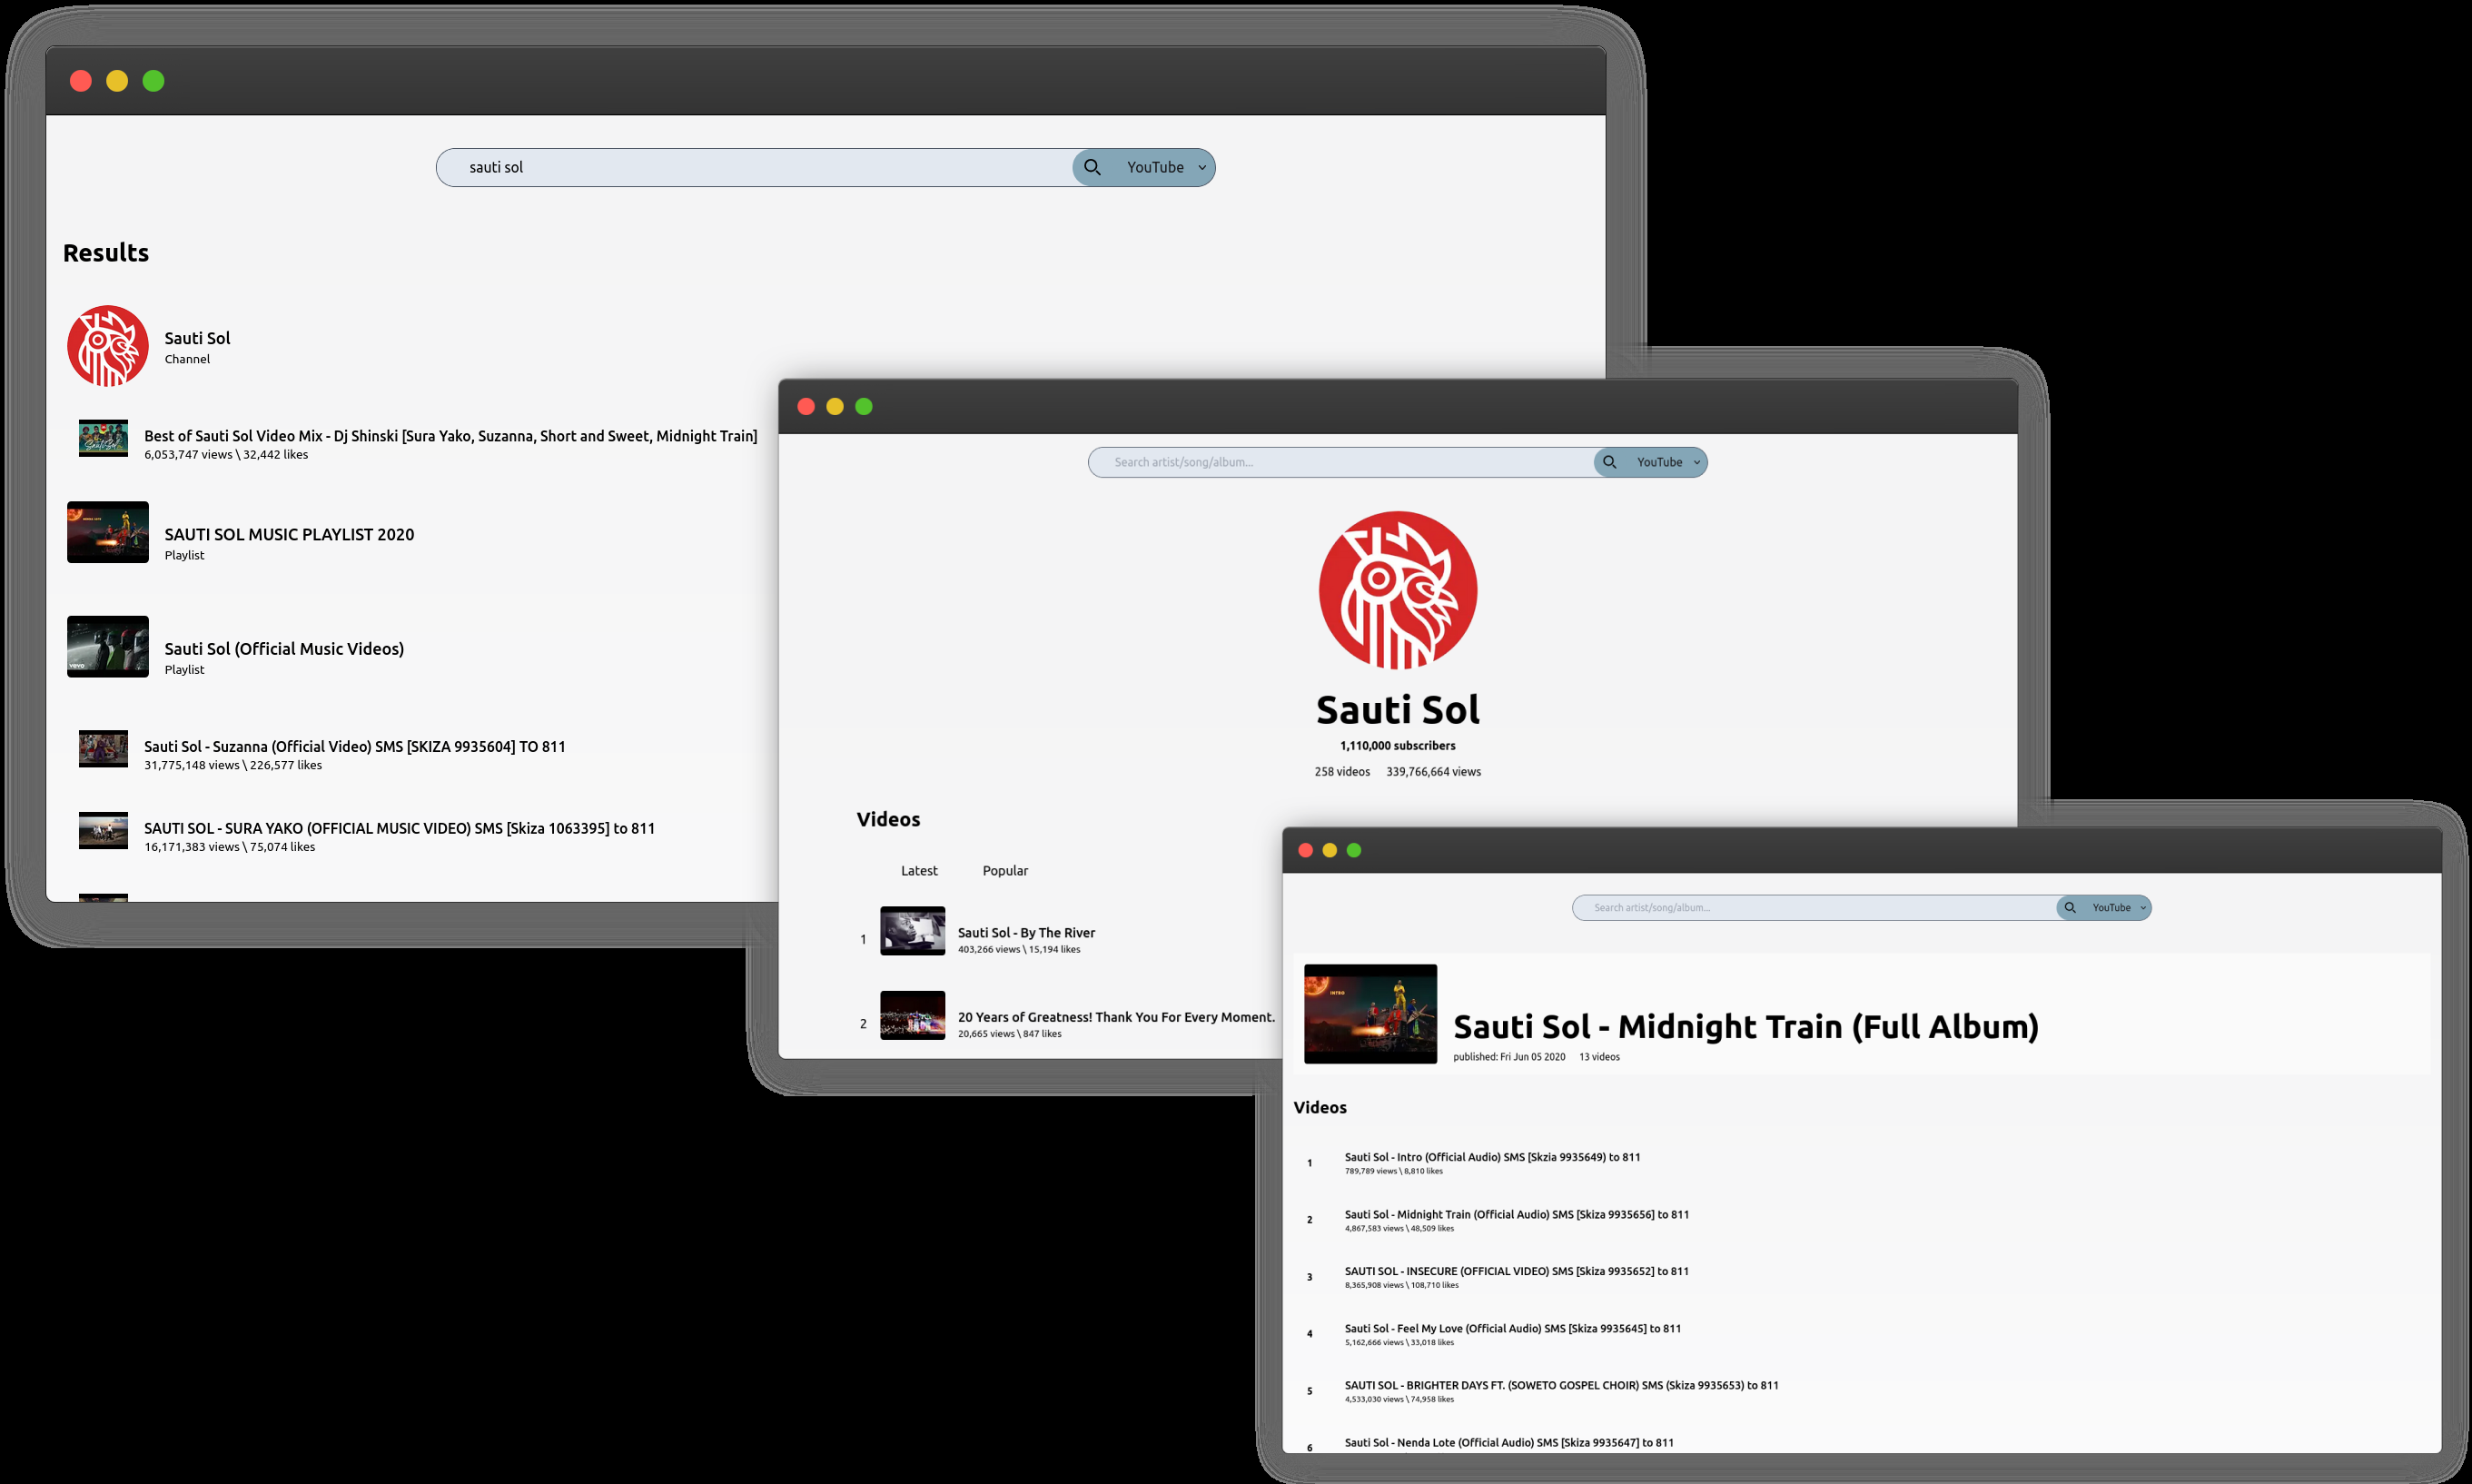 sauti sol
YouTube
Results
Sauti Sol
Channel
Best of Sauti Sol Video Mix - Dj Shinski [Sura Yako, Suzanna, Short and Sweet, Midnight Train]
6,053,747 views \ 32,442 likes
SAUTI SOL MUSIC PLAYLIST 2020
Playlist
vevo
Sauti Sol (Official Music Videos)
Playlist
Sauti Sol - Suzanna (Official Video) SMS [SKIZA 9935604] TO 811
31,775,148 views \ 226,577 likes
SAUTI SOL - SURA YAKO (OFFICIAL MUSIC VIDEO) SMS [Skiza 1063395] to 811
16,171,383 views \ 75,074 likes
Search artist/song/album...
YouTube
Sauti Sol
1,110,000 subscribers
258 videos 339,766,664 views
Videos
Latest Popular
1
Sauti Sol - By The River
403,266 views \ 15,194 likes
2
20 Years of Greatness! Thank You For Every Moment.
20,665 views \ 847 likes
Search artist/song/album...
YouTube
INTRO
Sauti Sol - Midnight Train (Full Album)
published: Fri Jun 05 2020 13 videos
Videos
1
Sauti Sol - Intro (Official Audio) SMS [Skzia 9935649) to 811
789,789 views \ 8,810 likes
2
Sauti Sol - Midnight Train (Official Audio) SMS [Skiza 9935656] to 811
4,867,583 views \ 48,509 likes
3
SAUTI SOL - INSECURE (OFFICIAL VIDEO) SMS [Skiza 9935652] to 811
8,365,908 views \ 108,710 likes
4
Sauti Sol - Feel My Love (Official Audio) SMS [Skiza 9935645] to 811
5,162,666 views \ 33,018 likes
5
SAUTI SOL - BRIGHTER DAYS FT. (SOWETO GOSPEL CHOIR) SMS (Skiza 9935653) to 811
4,533,030 views \ 74,958 likes
6
Sauti Sol - Nenda Lote (Official Audio) SMS [Skiza 9935647] to 811